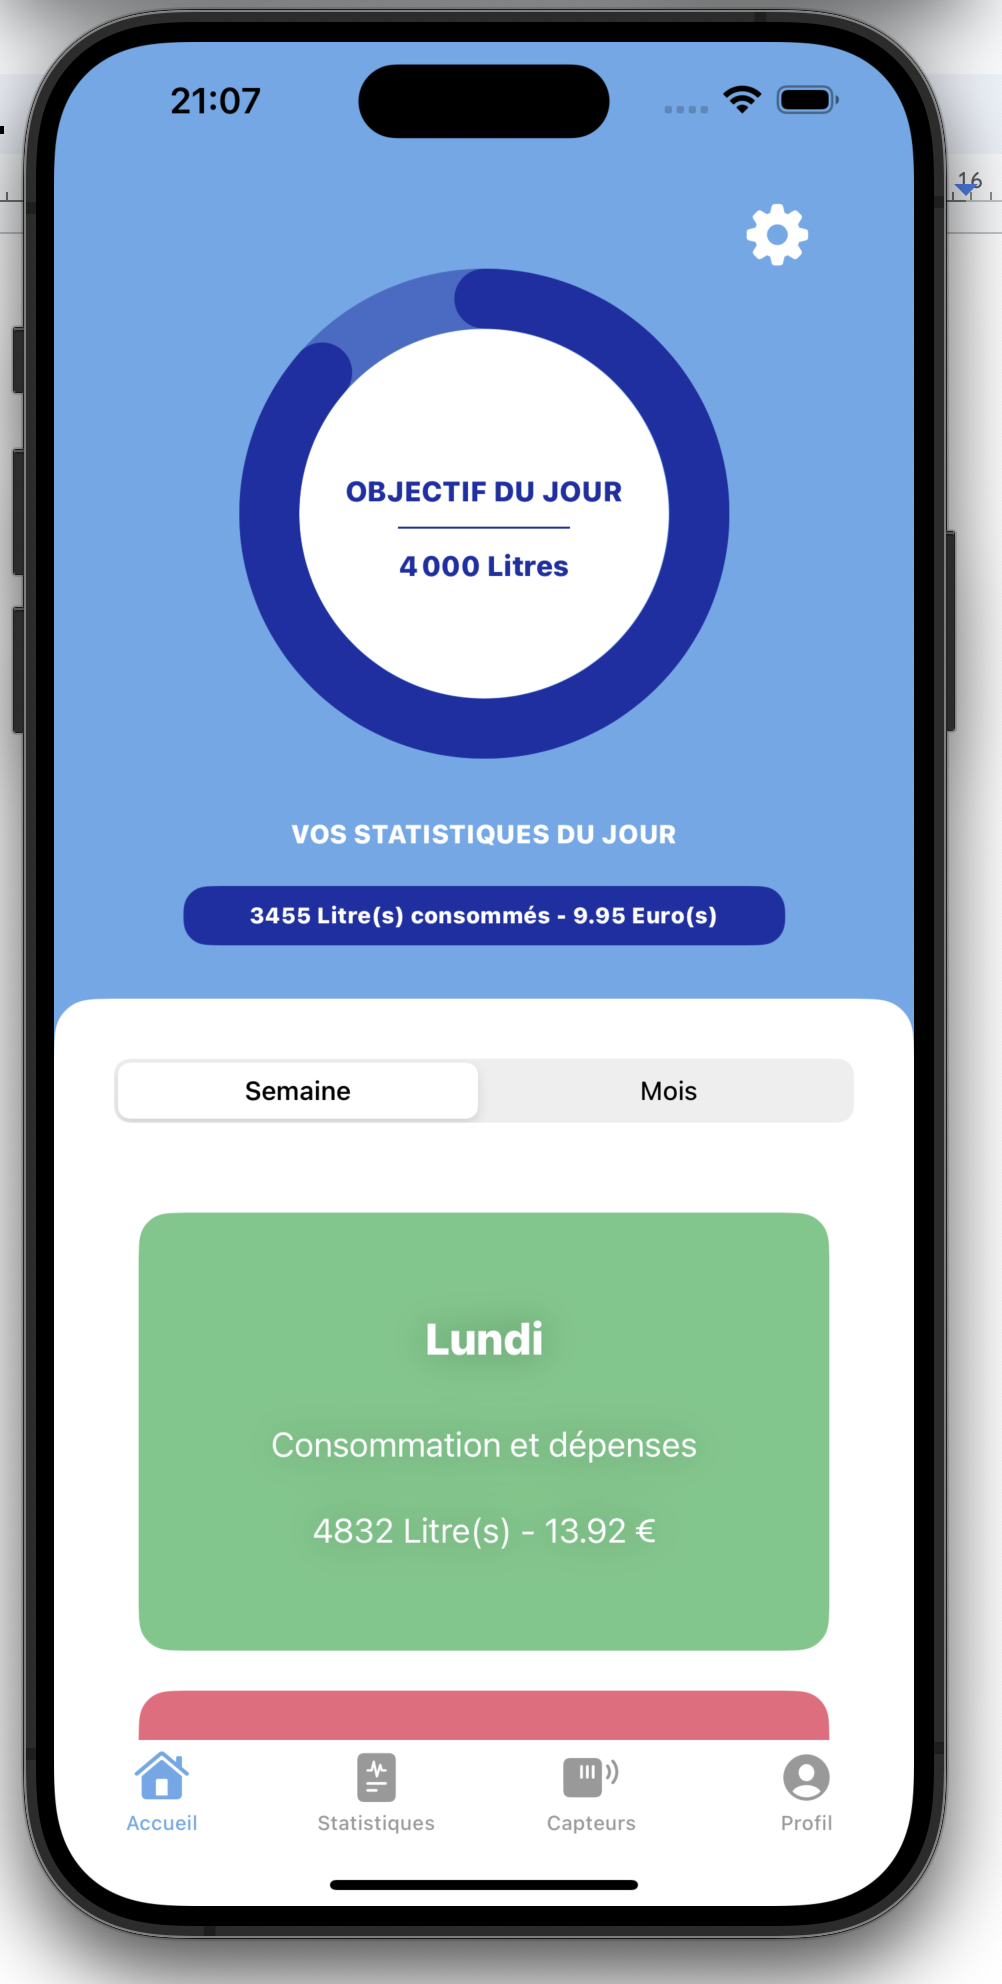 16
21:07
OBJECTIF DU JOUR
4 000 Litres
VOS STATISTIQUES DU JOUR
3455 Litre(s) consommés - 9.95 Euro(s)
Semaine
Mois
Lundi
Consommation et dépenses
4832 Litre(s) - 13.92 €
Accueil
Statistiques
Capteurs
Profil